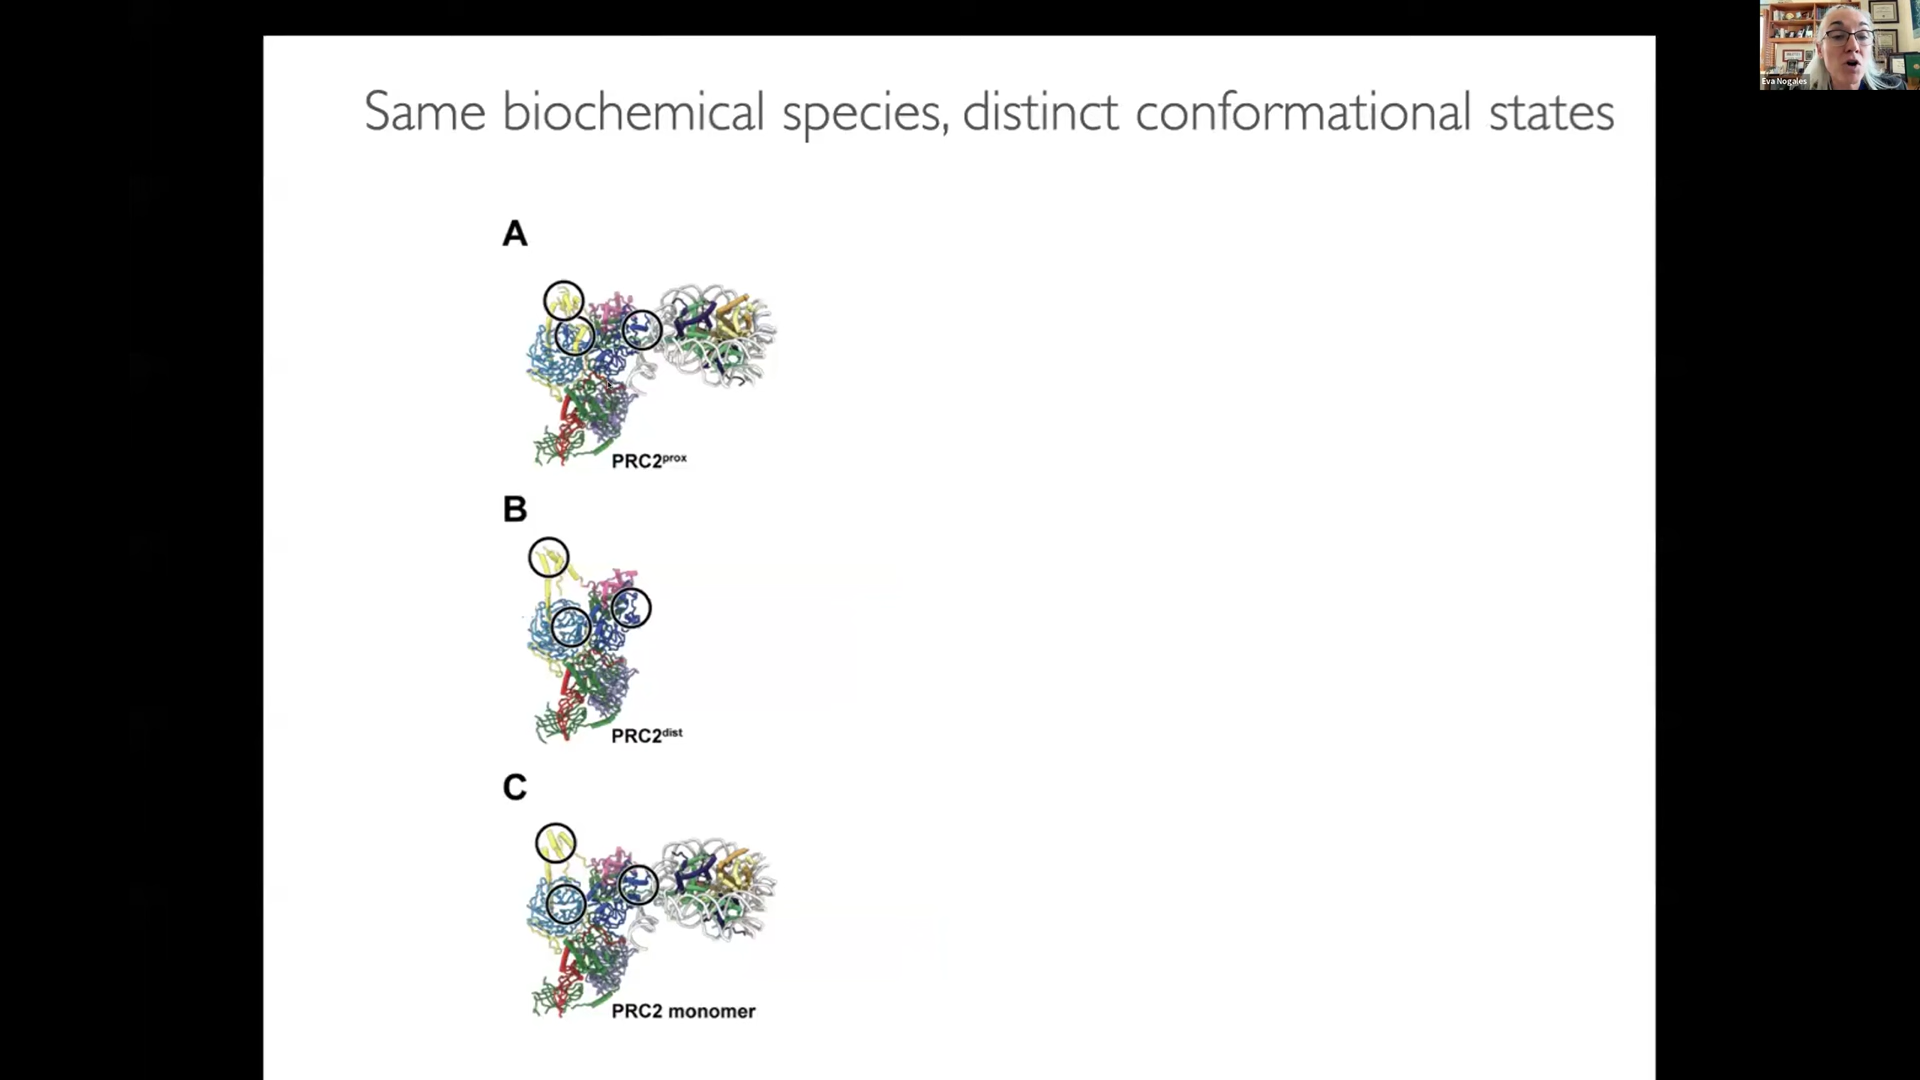 Same biochemical species, distinct conformational states
Eva Nogales
A
PRC2prox
B
PRC2dist
C
PRC2 monomer